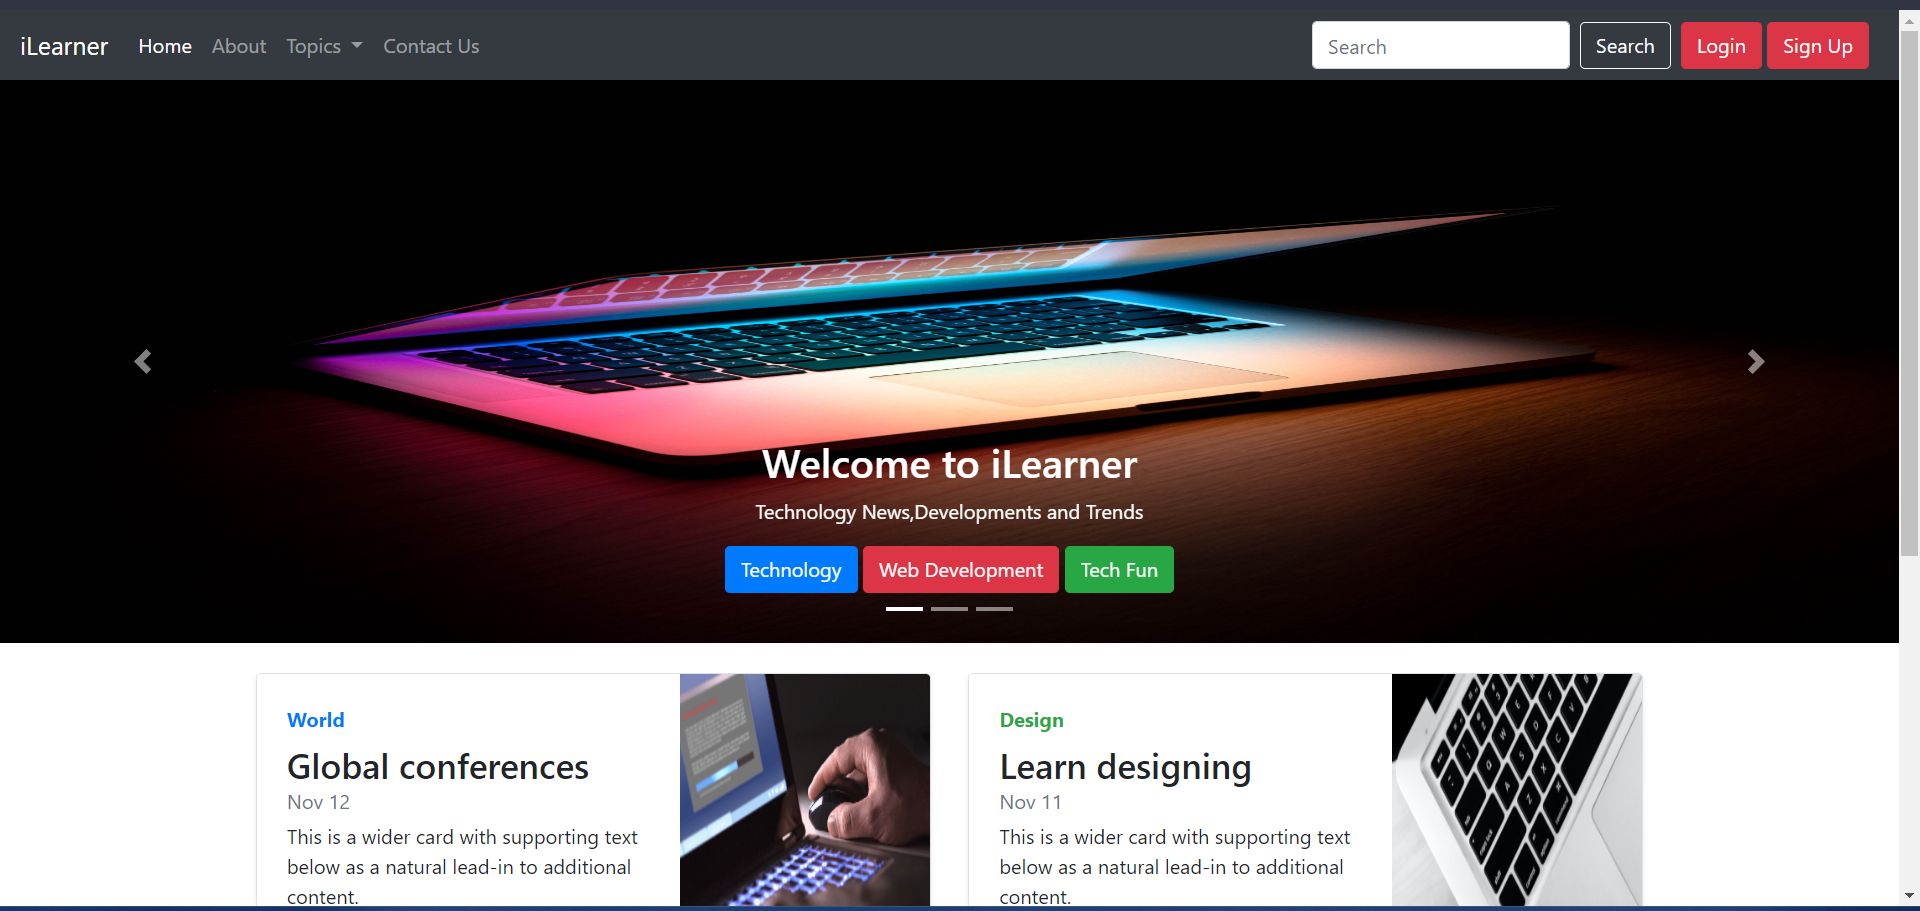 iLearner Home About Topics Contact Us Search Search Login Sign Up
Welcome to iLearner
Technology News,Developments and Trends
Technology Web Development Tech Fun
World
Global conferences
Nov 12
This is a wider card with supporting text
below as a natural lead-in to additional
content.
Design
Learn designing
Nov 11
This is a wider card with supporting text
below as a natural lead-in to additional
content.